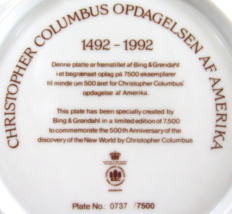 CHRISTOPHER COLUMBUS OPDAGELSEN AF AMERIKA
1492 - 1992
Denne platte er fremstillet af Bing & Grøndahl
i et begrænset oplag på 7500 eksemplarer
til minde om 500 året for Christopher Columbus'
opdagelse af Amerika.
This plate has been specially created by
Bing & Grøndahl in a limited edition of 7.500
to commemorate the 500th Anniversary of the
discovery of the New World by Christopher Columbus
Plate No. 0737 / 7500